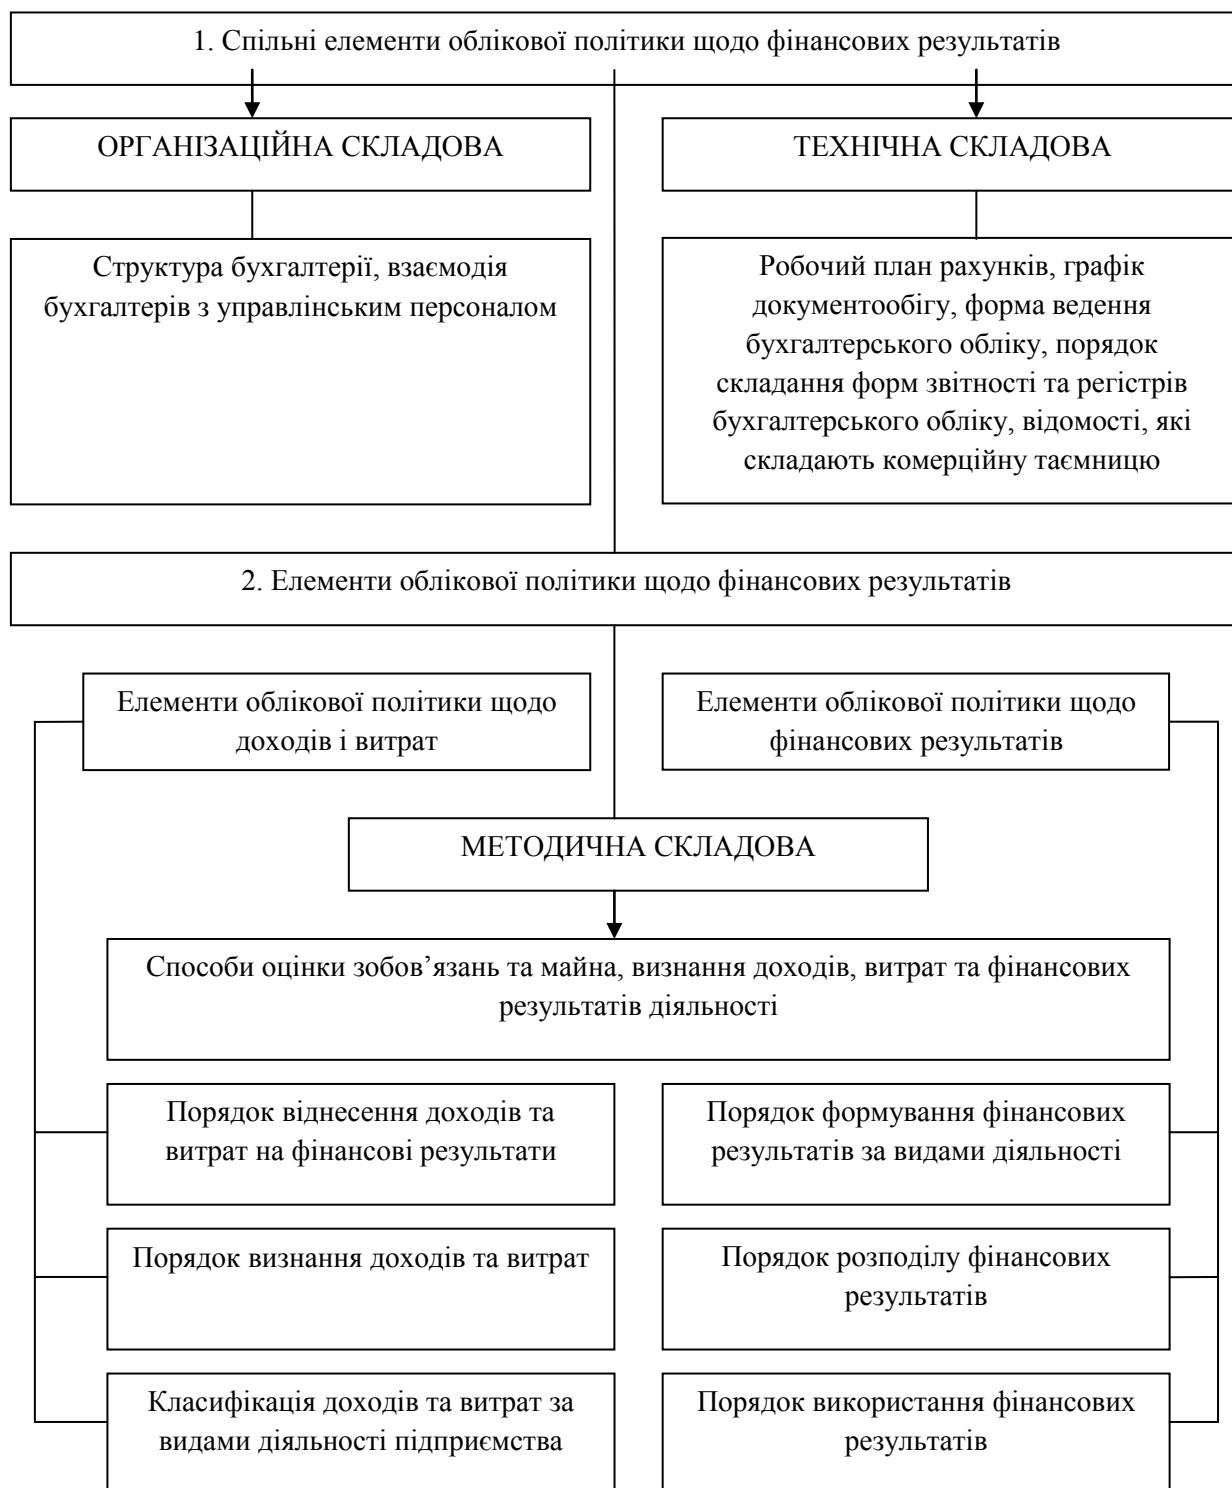 1. Спільні елементи облікової політики щодо фінансових результатів
ОРГАНІЗАЦІЙНА СКЛАДОВА
ТЕХНІЧНА СКЛАДОВА
Структура бухгалтерії, взаємодія
бухгалтерів з управлінським персоналом
Робочий план рахунків, графік
документообігу, форма ведення
бухгалтерського обліку, порядок
складання форм звітності та регістрів
бухгалтерського обліку, відомості, які
складають комерційну таємницю
2. Елементи облікової політики щодо фінансових результатів
Елементи облікової політики щодо
доходів і витрат
Елементи облікової політики щодо
фінансових результатів
МЕТОДИЧНА СКЛАДОВА
Способи оцінки зобов’язань та майна, визнання доходів, витрат та фінансових
результатів діяльності
Порядок віднесення доходів та
витрат на фінансові результати
Порядок формування фінансових
результатів за видами діяльності
Порядок визнання доходів та витрат
Порядок розподілу фінансових
результатів
Класифікація доходів та витрат за
видами діяльності підприємства
Порядок використання фінансових
результатів